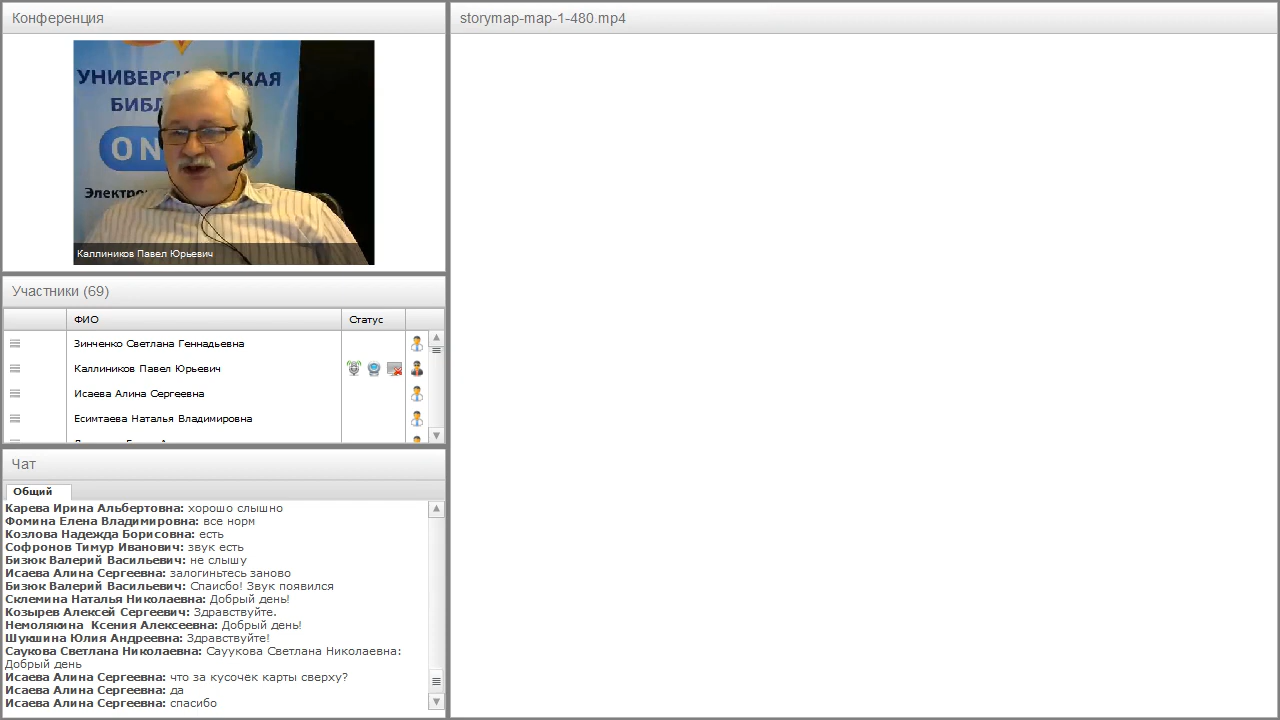 Конференция
storymap-map-1-480.mp4
УНИВЕРС ТСКАЯ
БИБЛ
ON
Электро
Каллиников Павел Юрьевич
Участники (69)
ФИО
Статус
Зинченко Светлана Геннадьевна
Каллиников Павел Юрьевич
Исаева Алина Сергеевна
Есимтаева Наталья Владимировна
Чат
Общий
Карева Ирина Альбертовна: хорошо слышно
Фомина Елена Владимировна: все норм
Козлова Надежда Борисовна: есть
Софронов Тимур Иванович: звук есть
Бизюк Валерий Васильевич: не слышу
Исаева Алина Сергеевна: залогиньтесь заново
Бизюк Валерий Васильевич: Спаисбо! Звук появился
Склемина Наталья Николаевна: Добрый день!
Козырев Алексей Сергеевич: Здравствуйте.
Немолякина Ксения Алексеевна: Добрый день!
Шукшина Юлия Андреевна: Здравствуйте!
Саукова Светлана Николаевна: Сауукова Светлана Николаевна:
Добрый день
Исаева Алина Сергеевна: что за кусочек карты сверху?
Исаева Алина Сергеевна: да
Исаева Алина Сергеевна: спасибо